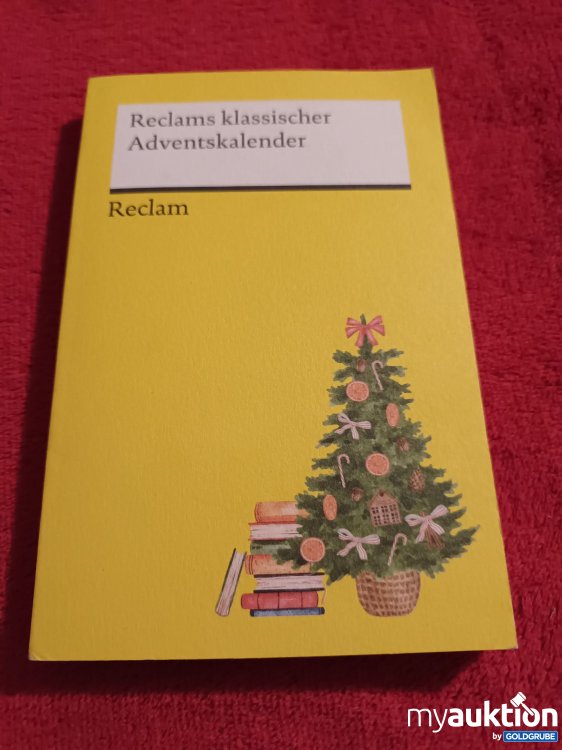 Reclams klassischer
Adventskalender
Reclam
myauktion
by GOLDGRUBE